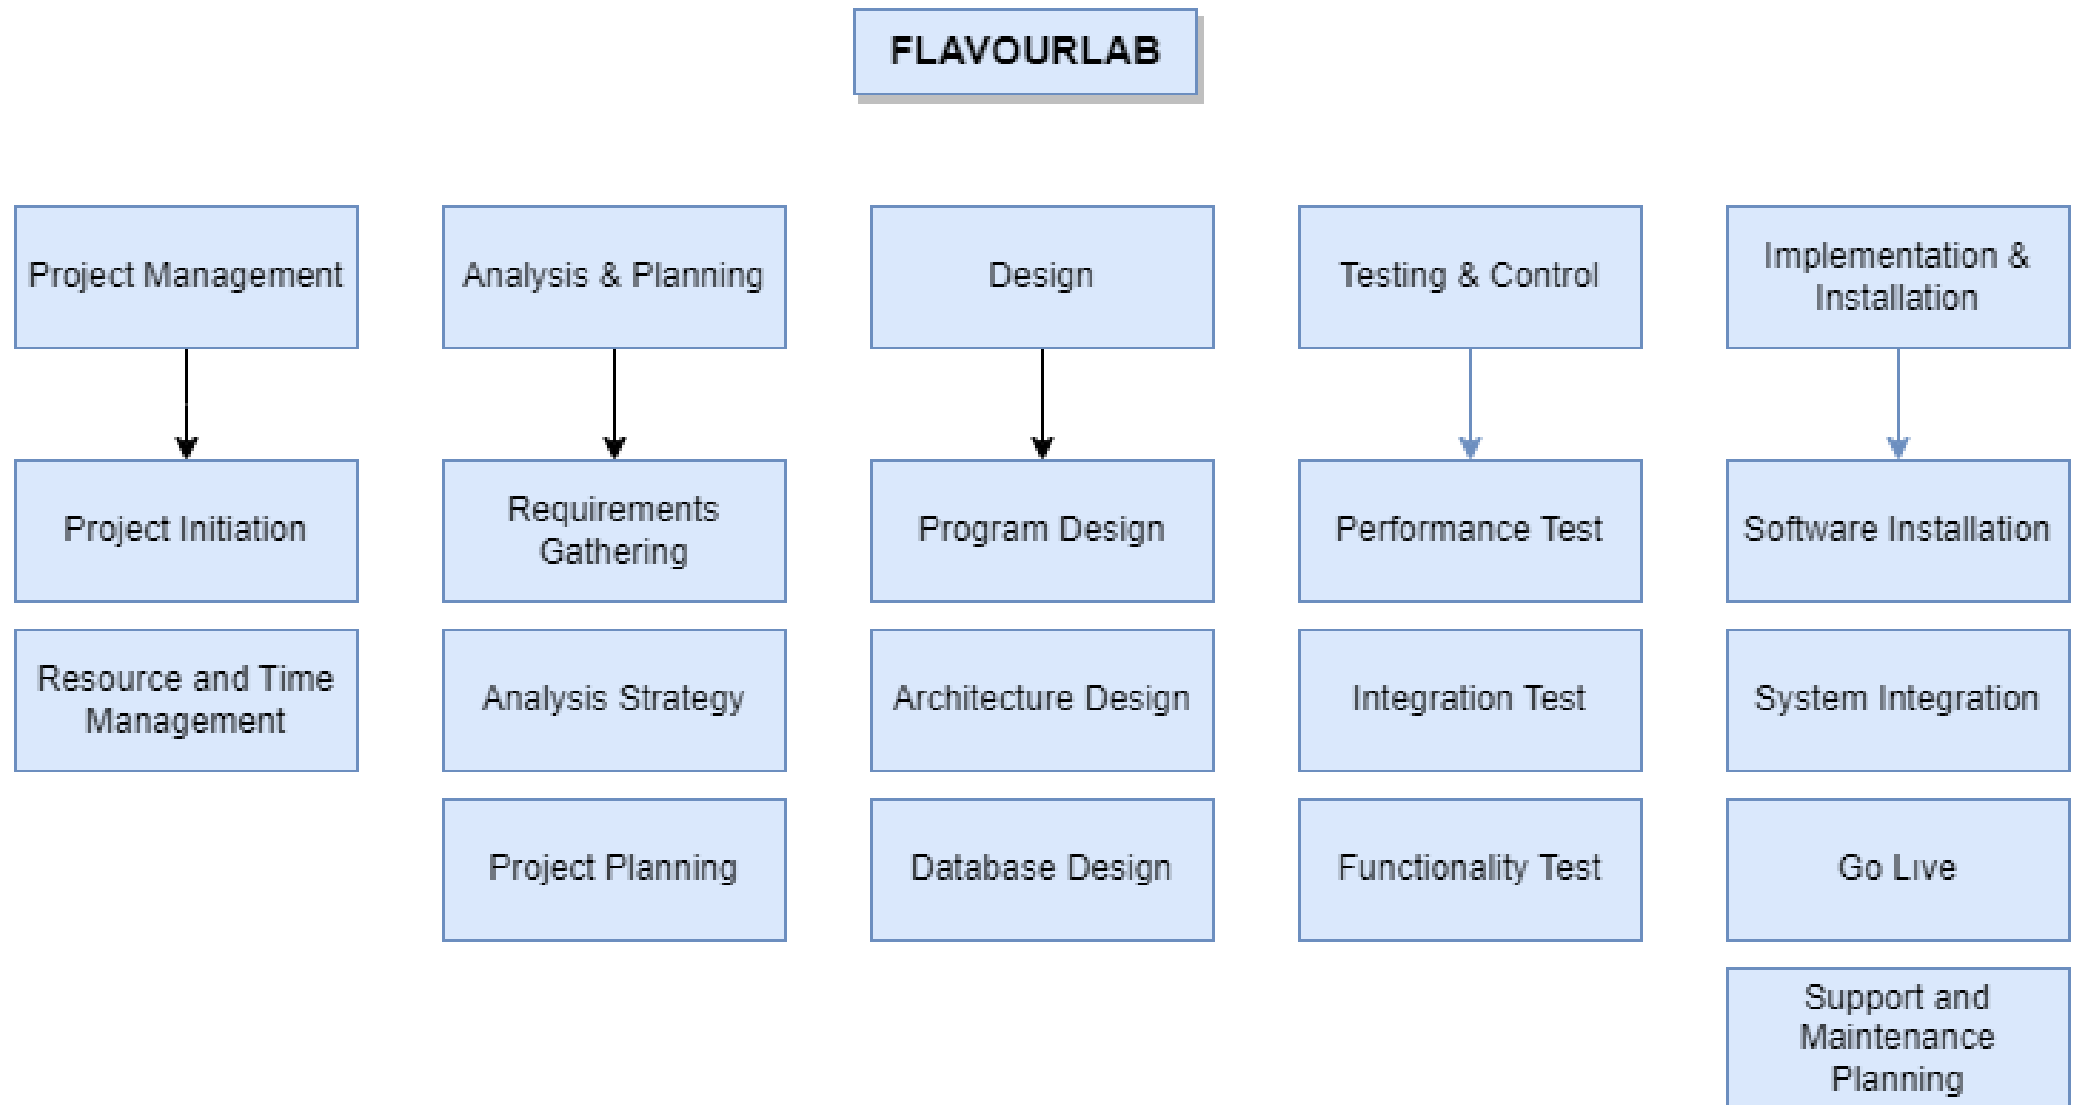 FLAVOURLAB
Project Management
Analysis & Planning
Design
Testing & Control
Implementation &
Installation
Project Initiation
Requirements
Gathering
Program Design
Performance Test
Software Installation
Resource and Time
Management
Analysis Strategy
Architecture Design
Integration Test
System Integration
Project Planning
Database Design
Functionality Test
Go Live
Support and
Maintenance
Planning